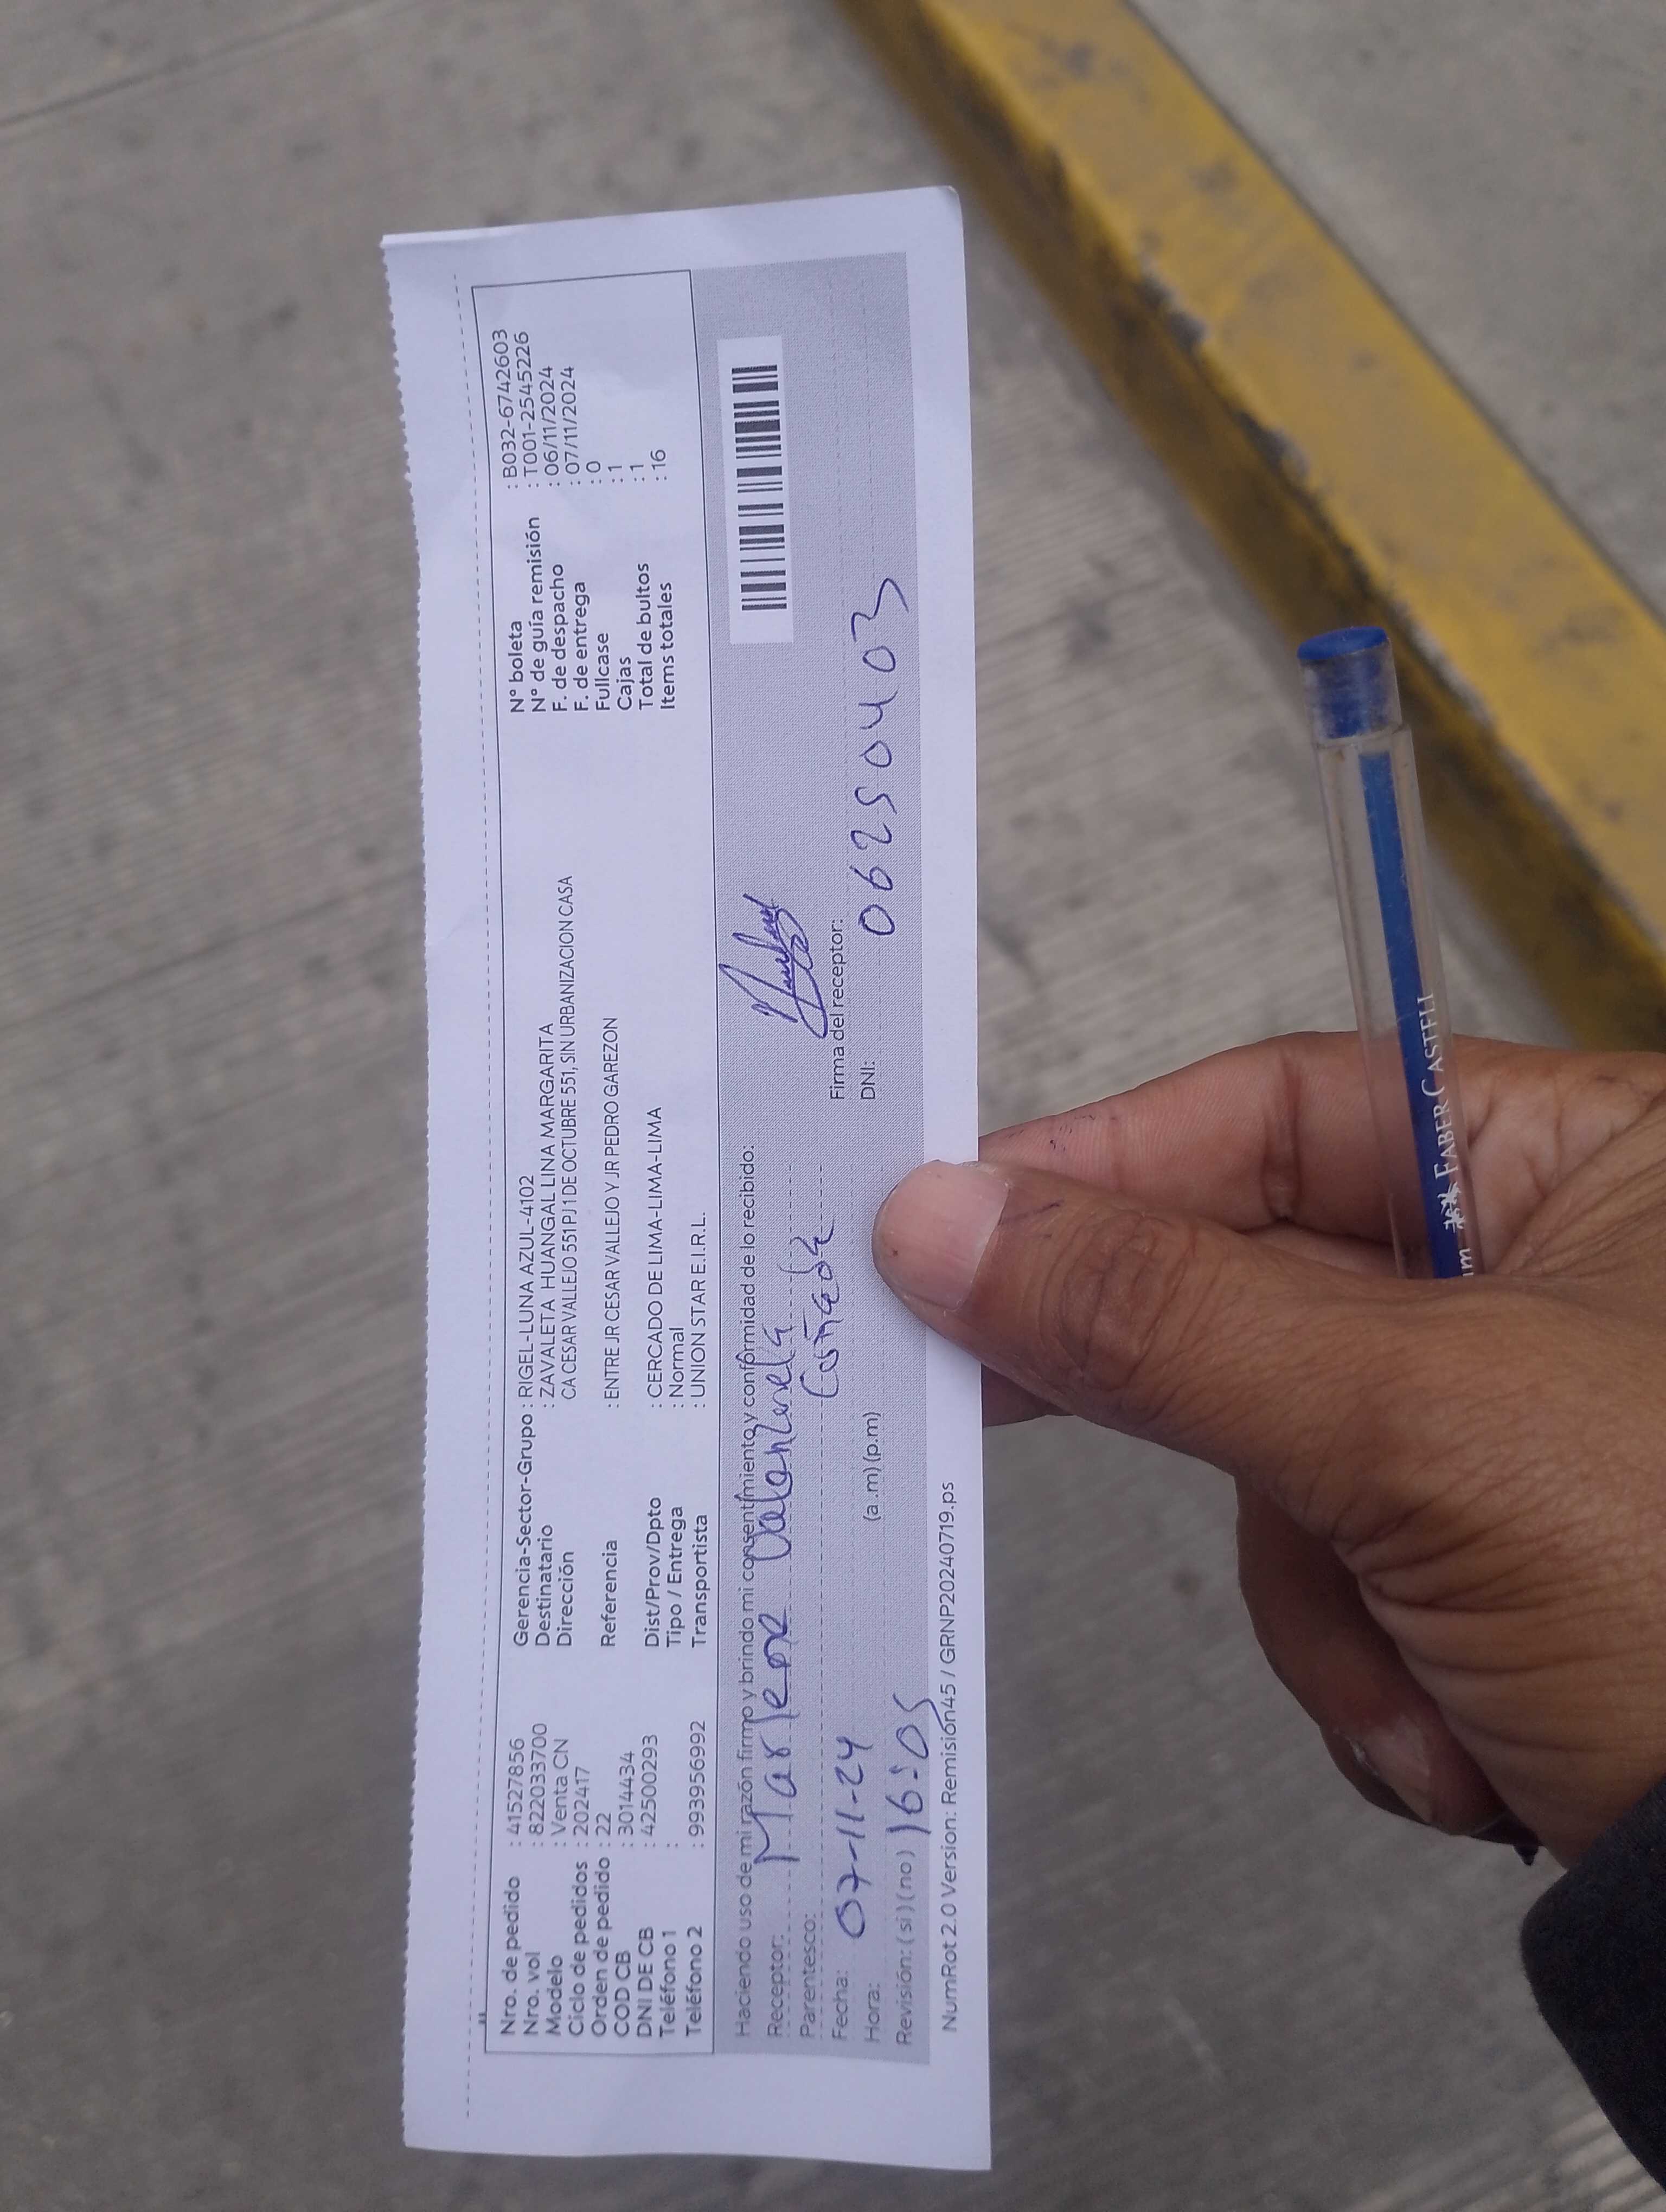 Nro. de pedido : 41527856
Nro. vol : 822033700
Modelo : Venta CN
Ciclo de pedidos : 202417
Orden de pedido : 22
COD CB : 3014434
DNI DE CB : 42500293
Teléfono 1 :
Teléfono 2 : 993956992
Gerencia-Sector-Grupo : RIGEL-LUNA AZUL-4102
Destinatario : ZAVALETA HUANGAL LINA MARGARITA
Dirección CA CESAR VALLEJO 551 PJ 1 DE OCTUBRE 551, SIN URBANIZACION CASA
Referencia : ENTRE JR CESAR VALLEJO Y JR PEDRO GAREZON
Dist/Prov/Dpto : CERCADO DE LIMA-LIMA-LIMA
Tipo / Entrega : Normal
Transportista : UNION STAR E.I.R.L.
N° boleta : B032-6742603
N° de guía remisión : T001-2545226
F. de despacho : 06/11/2024
F. de entrega : 07/11/2024
Fullcase : 0
Cajas : 1
Total de bultos : 1
Items totales : 16
Haciendo uso de mi razón firmo y brindo mi consentimiento y conformidad de lo recibido:
Receptor: Marlene Valenzuela
Parentesco: Cuñada
Fecha: 07-11-24
Hora: (a.m) (p.m)
Revisión: ( si ) ( no ) 16:05
Firma del receptor:
DNI: 06250403
NumRot 2.0 Version: Remisión45 / GRNP20240719.ps
FABER CASTELL